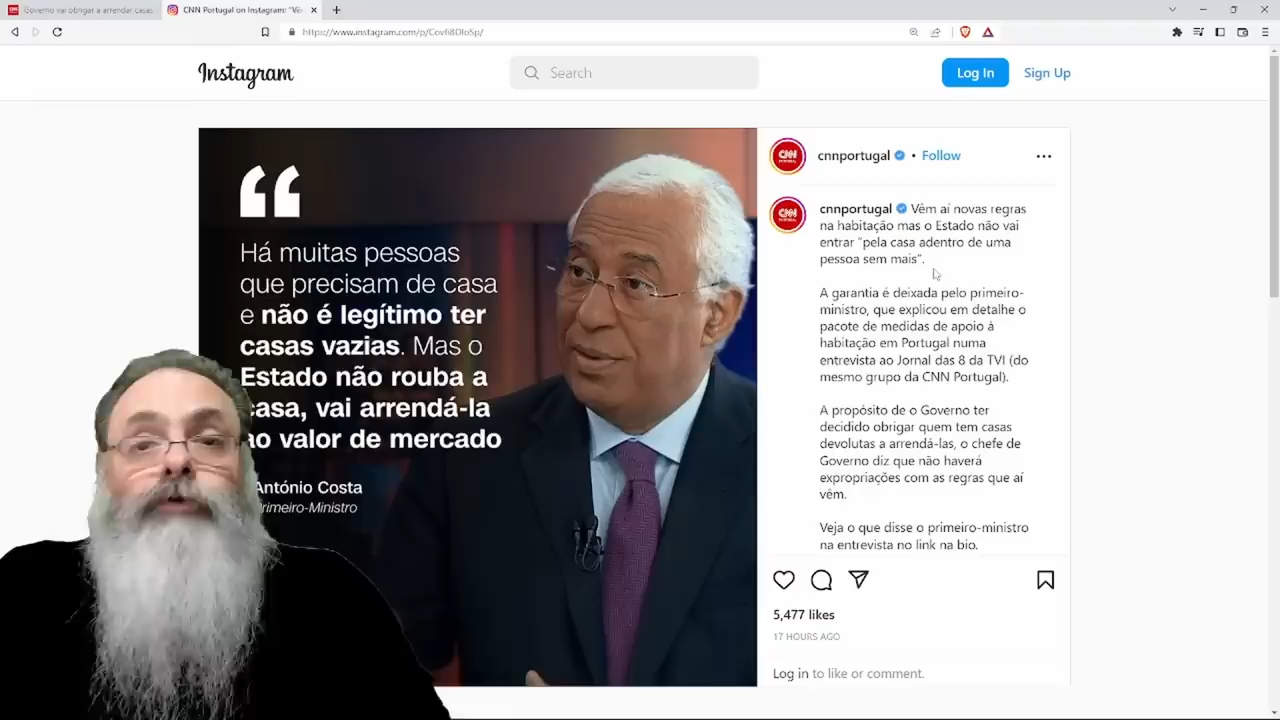 Governo vai obrigar a arrendar casas
CNN Portugal on Instagram: "Vê
https://www.instagram.com/p/Covfi8DIoSp/
Instagram
Search
Log In
Sign Up
Há muitas pessoas
que precisam de casa
e não é legítimo ter
casas vazias. Mas o
Estado não rouba a
casa, vai arrendá-la
ao valor de mercado
António Costa
Primeiro-Ministro
CNN
PORTUGAL
cnnportugal • Follow
CNN
PORTUGAL
cnnportugal Vêm aí novas regras
na habitação mas o Estado não vai
entrar "pela casa adentro de uma
pessoa sem mais".
A garantia é deixada pelo primeiro-
ministro, que explicou em detalhe o
pacote de medidas de apoio à
habitação em Portugal numa
entrevista ao Jornal das 8 da TVI (do
mesmo grupo da CNN Portugal).
A propósito de o Governo ter
decidido obrigar quem tem casas
devolutas a arrendá-las, o chefe de
Governo diz que não haverá
expropriações com as regras que aí
vêm.
Veja o que disse o primeiro-ministro
na entrevista no link na bio.
5,477 likes
17 HOURS AGO
Log in to like or comment.